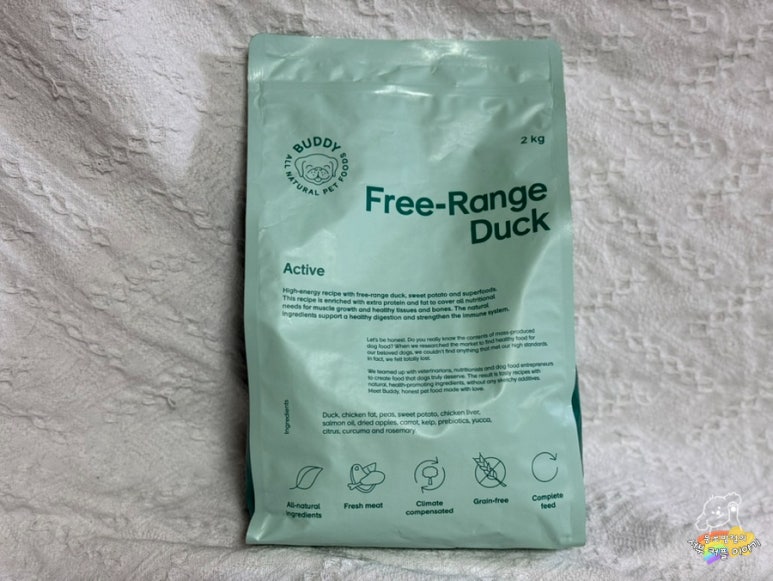 BUDDY
ALL NATURAL PET FOODS
2 kg
Free-Range
Duck
Active
High-energy recipe with free-range duck, sweet potato and superfoods.
This recipe is enriched with extra protein and fat to cover all nutritional
needs for muscle growth and healthy tissues and bones. The natural
ingredients support a healthy digestion and strengthen the immune system.
Let's be honest. Do you really know the contents of mass-produced
dog food? When we researched the market to find healthy food for
our beloved dogs, we couldn't find anything that met our high standards.
In fact, we felt totally lost.
We teamed up with veterinarians, nutritionists and dog food entrepreneurs
to create food that dogs truly deserve. The result is tasty recipes with
natural, health-promoting ingredients, without any sketchy additives.
Meet Buddy, honest pet food made with love.
Ingredients
Duck, chicken fat, peas, sweet potato, chicken liver,
salmon oil, dried apples, carrot, kelp, prebiotics, yucca,
citrus, curcuma and rosemary.
All-natural
ingredients
Fresh meat
Climate
compensated
Grain-free
Complete
feed